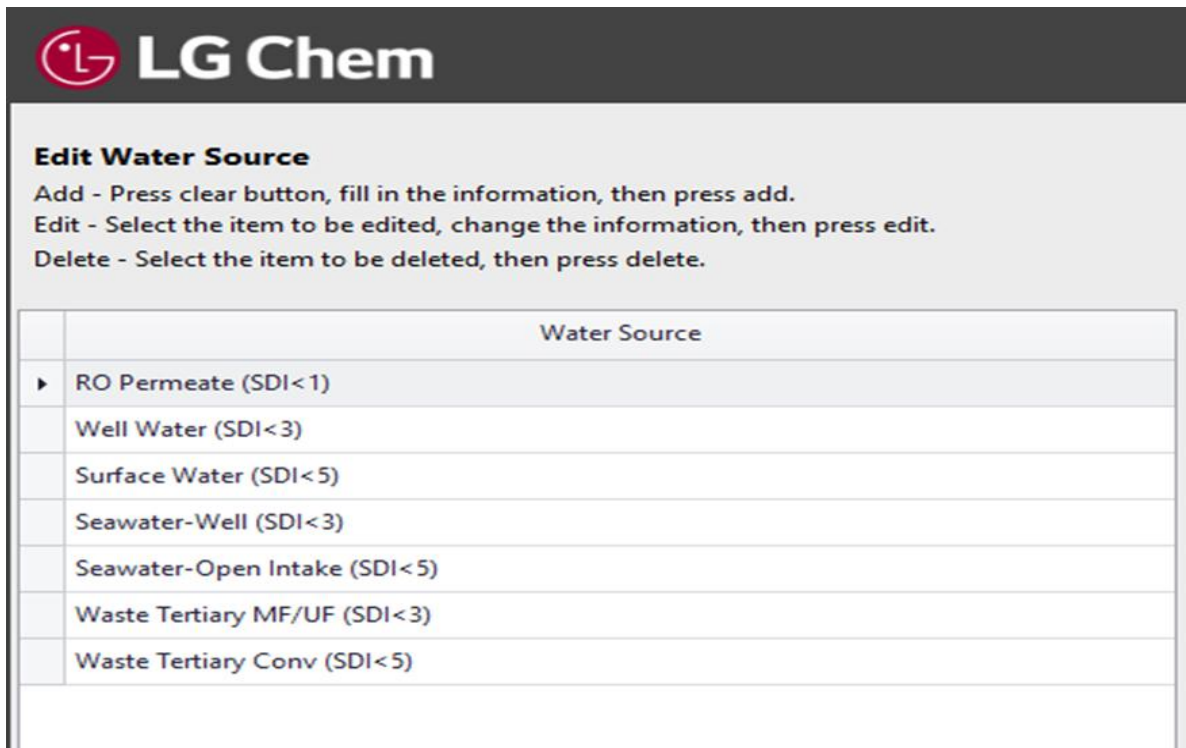 LG Chem
Edit Water Source
Add - Press clear button, fill in the information, then press add.
Edit - Select the item to be edited, change the information, then press edit.
Delete - Select the item to be deleted, then press delete.
Water Source
RO Permeate (SDI<1)
Well Water (SDI<3)
Surface Water (SDI<5)
Seawater-Well (SDI<3)
Seawater-Open Intake (SDI<5)
Waste Tertiary MF/UF (SDI<3)
Waste Tertiary Conv (SDI<5)